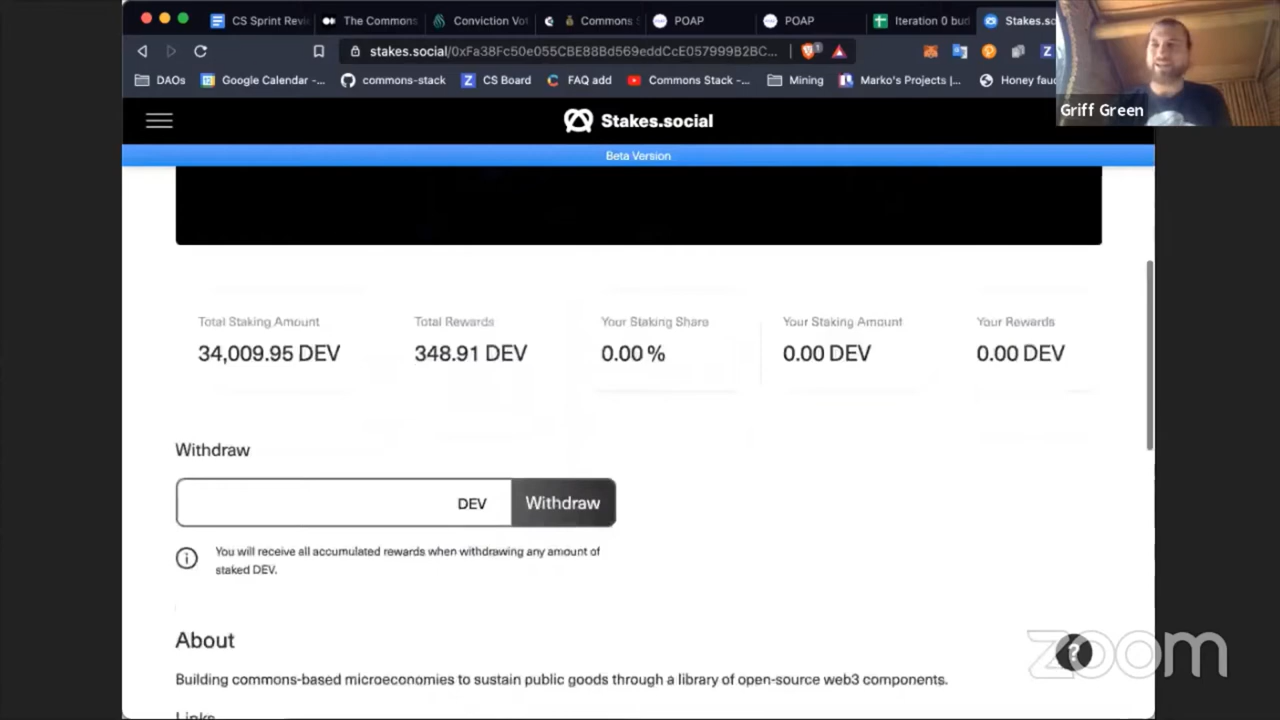 CS Sprint Revi
The Commons
Conviction Vot
Commons S
POAP
POAP
Iteration 0 bud
Stakes.so
stakes.social/0xFa38Fc50e055CBE88Bd569eddCcE057999B2BC...
DAOs
Google Calendar -...
commons-stack
CS Board
FAQ add
Commons Stack -...
Mining
Marko's Projects |...
Honey fauc
Griff Green
Stakes.social
Beta Version
Total Staking Amount
Total Rewards
Your Staking Share
Your Staking Amount
Your Rewards
34,009.95 DEV
348.91 DEV
0.00 %
0.00 DEV
0.00 DEV
Withdraw
DEV
Withdraw
You will receive all accumulated rewards when withdrawing any amount of
staked DEV.
About
Building commons-based microeconomies to sustain public goods through a library of open-source web3 components.
Links
zoom
?